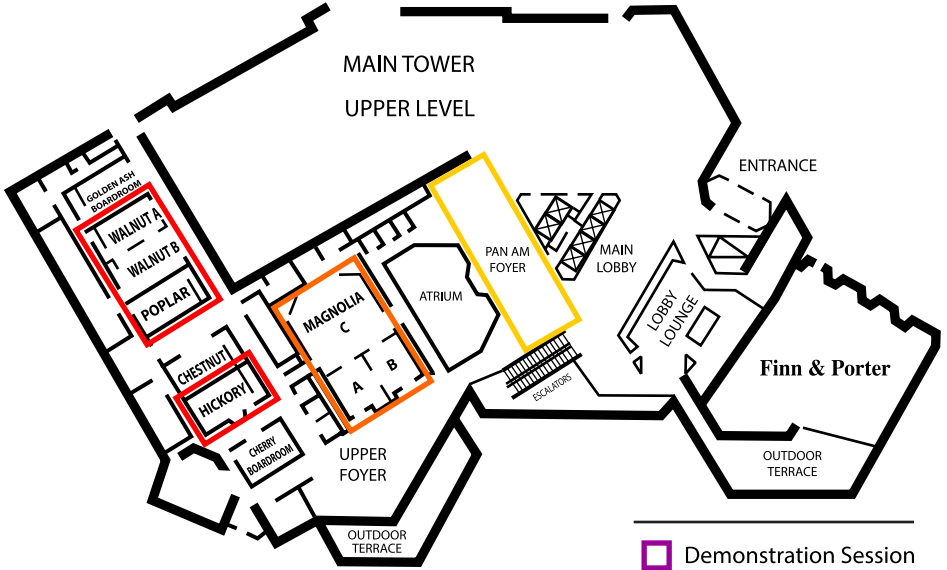 MAIN TOWER
UPPER LEVEL
ENTRANCE
GOLDEN ASH
BOARDROOM
WALNUT A
WALNUT B
POPLAR
PAN AM
FOYER
MAIN
LOBBY
ATRIUM
MAGNOLIA
C
A
B
LOBBY
LOUNGE
CHESTNUT
HICKORY
ESCALATORS
Finn & Porter
CHERRY
BOARDROOM
UPPER
FOYER
OUTDOOR
TERRACE
OUTDOOR
TERRACE
Demonstration Session